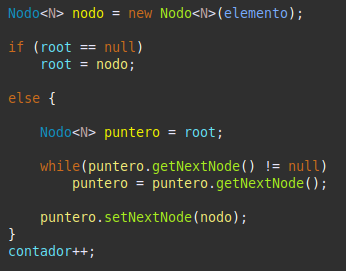 Nodo<N> nodo = new Nodo<N>(elemento);
if (root == null)
root = nodo;
else {
Nodo<N> puntero = root;
while(puntero.getNextNode() != null)
puntero = puntero.getNextNode();
puntero.setNextNode(nodo);
}
contador++;